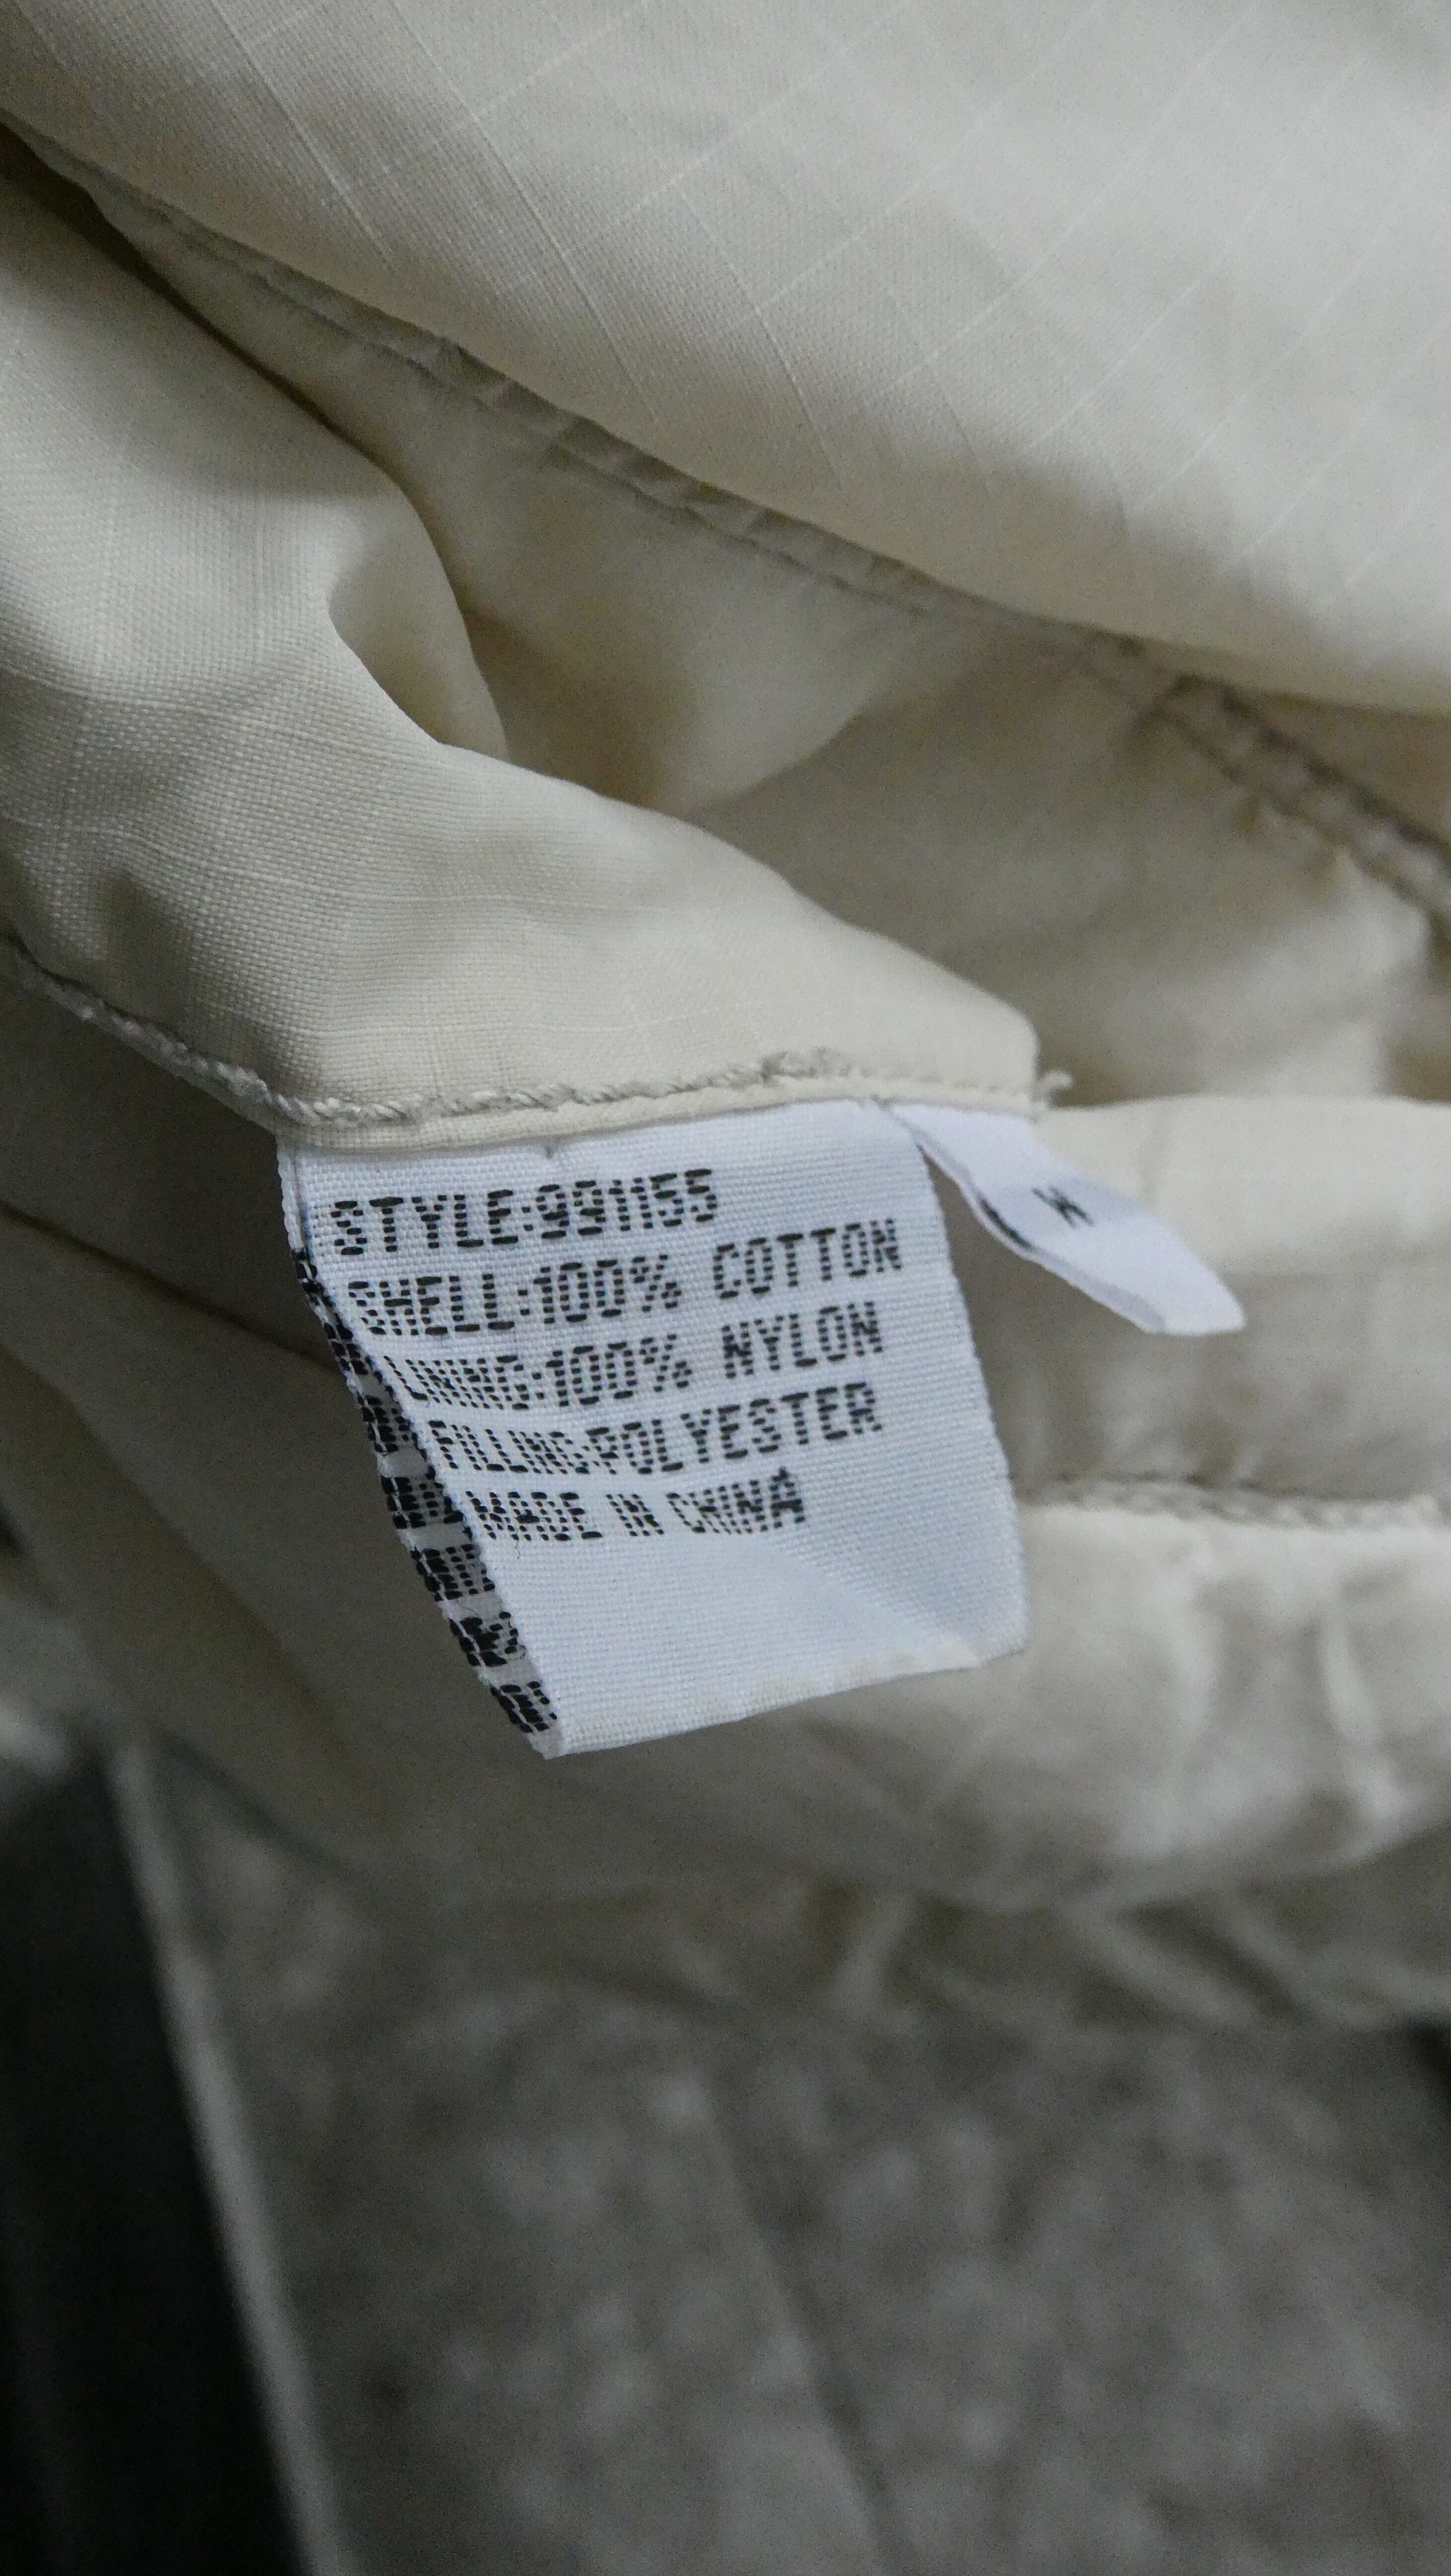 STYLE:991155
SHELL:100% COTTON
LINING:100% NYLON
FILLING:POLYESTER
MADE IN CHINA
M